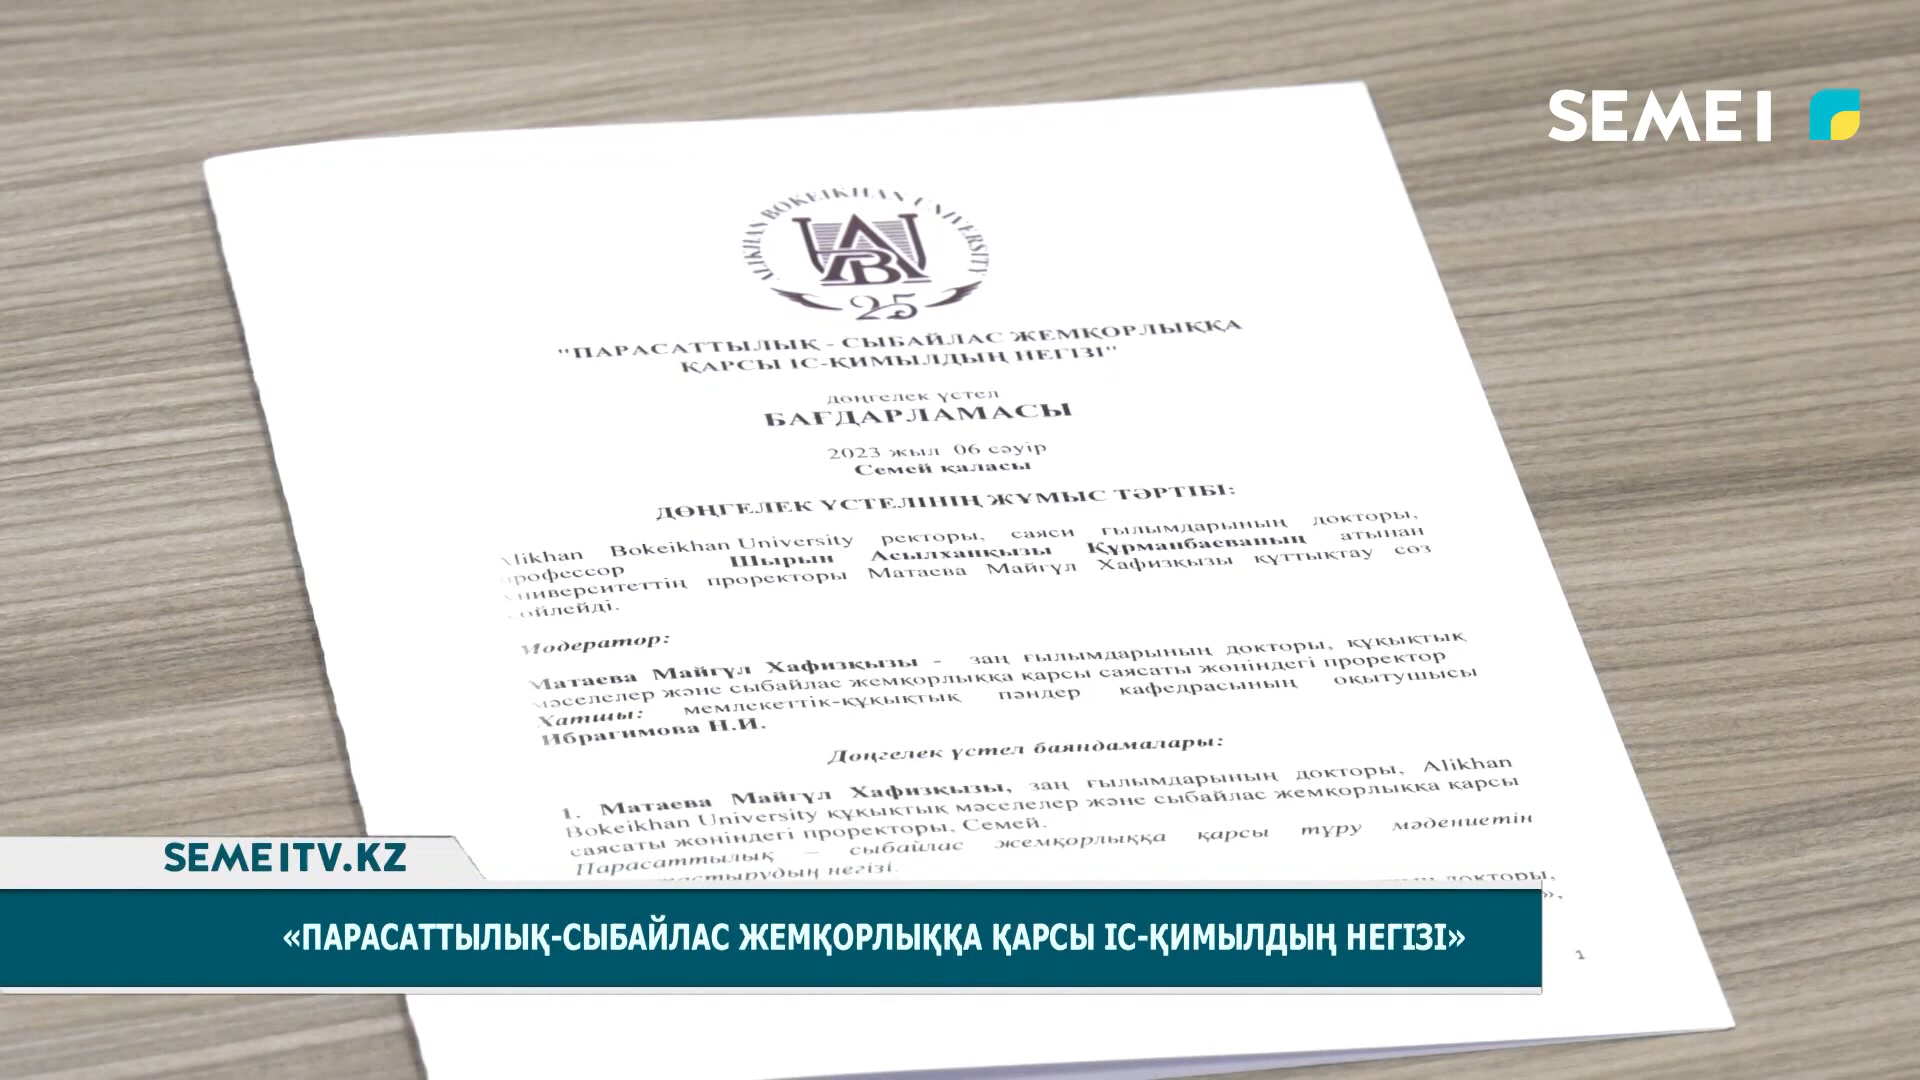 SEMEI
ALIKHAN BOKEIKHAN UNIVERSITY
ABU
25
"ПАРАСАТТЫЛЫҚ - СЫБАЙЛАС ЖЕМҚОРЛЫҚҚА
ҚАРСЫ ІС-ҚИМЫЛДЫҢ НЕГІЗІ"
дөңгелек үстел
БАҒДАРЛАМАСЫ
2023 жыл 06 сәуір
Семей қаласы
ДӨҢГЕЛЕК ҮСТЕЛІНІҢ ЖҰМЫС ТӘРТІБІ:
Alikhan Bokeikhan University ректоры, саяси ғылымдарының докторы,
профессор Шырын Асылханқызы Құрманбаеваның атынан
университеттің проректоры Матаева Майгүл Хафизқызы құттықтау сөз
сөйлейді.
Модератор:
Матаева Майгүл Хафизқызы - заң ғылымдарының докторы, құқықтық
мәселелер және сыбайлас жемқорлыққа қарсы саясаты жөніндегі проректор
Хатшы: мемлекеттік-құқықтық пәндер кафедрасының оқытушысы
Ибрагимова Н.И.
Дөңгелек үстел баяндамалары:
1. Матаева Майгүл Хафизқызы, заң ғылымдарының докторы, Alikhan
Bokeikhan University құқықтық мәселелер және сыбайлас жемқорлыққа қарсы
саясаты жөніндегі проректоры, Семей.
Парасаттылық – сыбайлас жемқорлыққа қарсы тұру мәдениетін
негізі.
докторы,
1
SEMEITV.KZ
«ПАРАСАТТЫЛЫҚ-СЫБАЙЛАС ЖЕМҚОРЛЫҚҚА ҚАРСЫ ІС-ҚИМЫЛДЫҢ НЕГІЗІ»